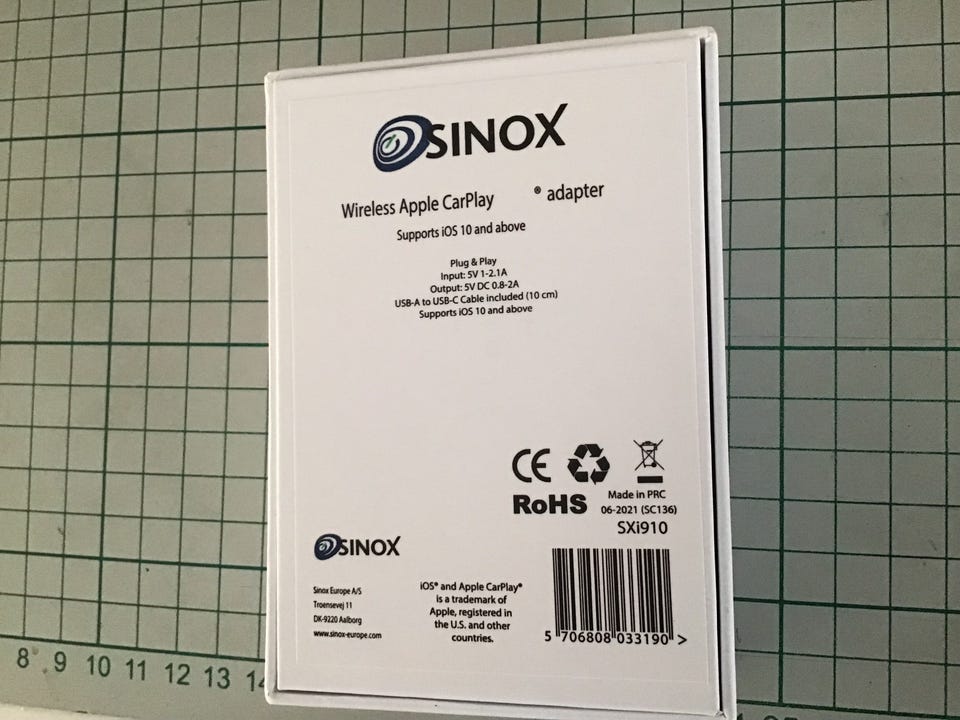 SINOX
Wireless Apple CarPlay ® adapter
Supports iOS 10 and above
Plug & Play
Input: 5V 1-2.1A
Output: 5V DC 0.8-2A
USB-A to USB-C Cable included (10 cm)
Supports iOS 10 and above
CE
RoHS
Made in PRC
06-2021 (SC136)
SXi910
SINOX
Sinox Europe A/S
Troensevej 11
DK-9220 Aalborg
www.sinox-europe.com
iOS® and Apple CarPlay®
is a trademark of
Apple, registered in
the U.S. and other
countries.
5 706808 033190 >
8 9 10 11 12 13 14